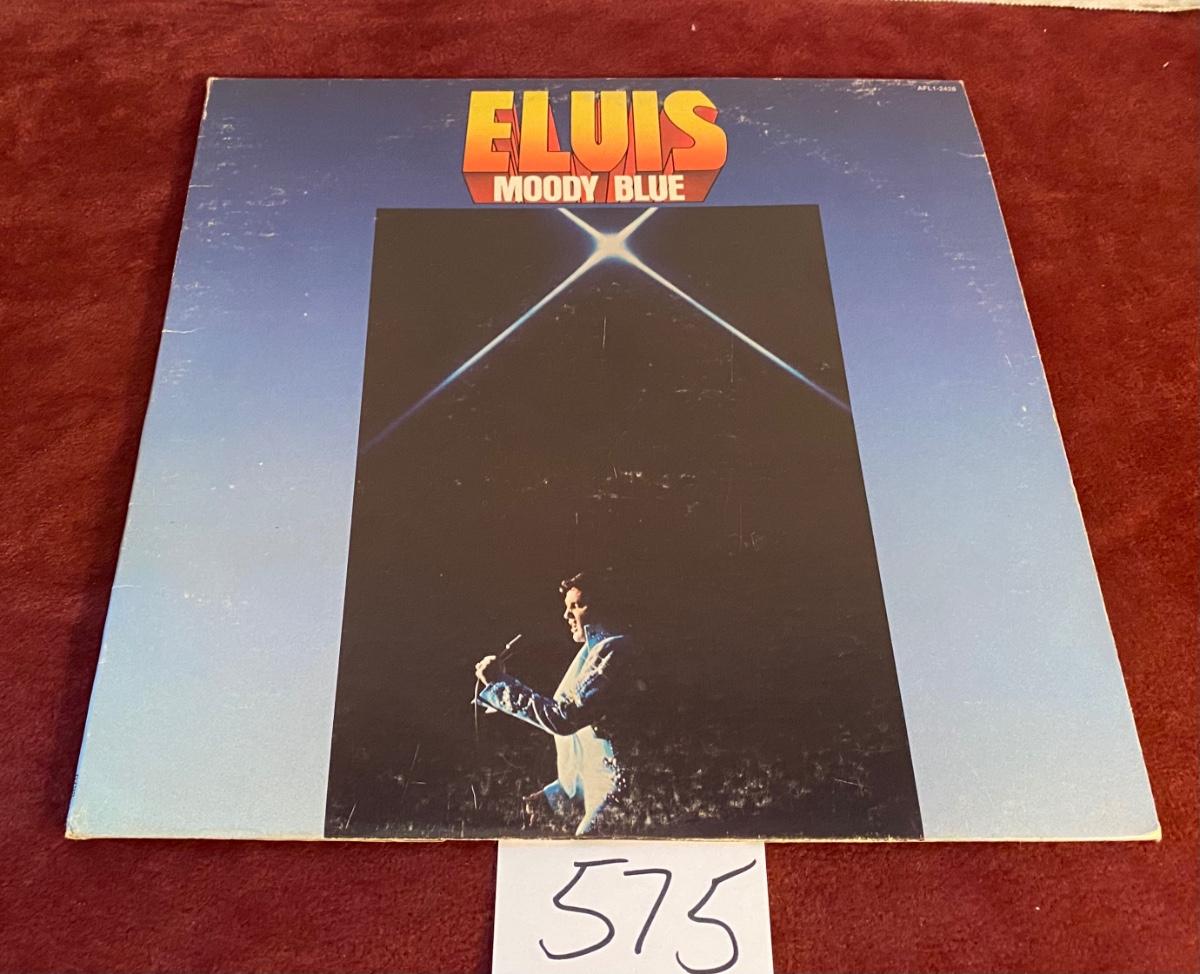 AFL1-2428
ELVIS
MOODY BLUE
575